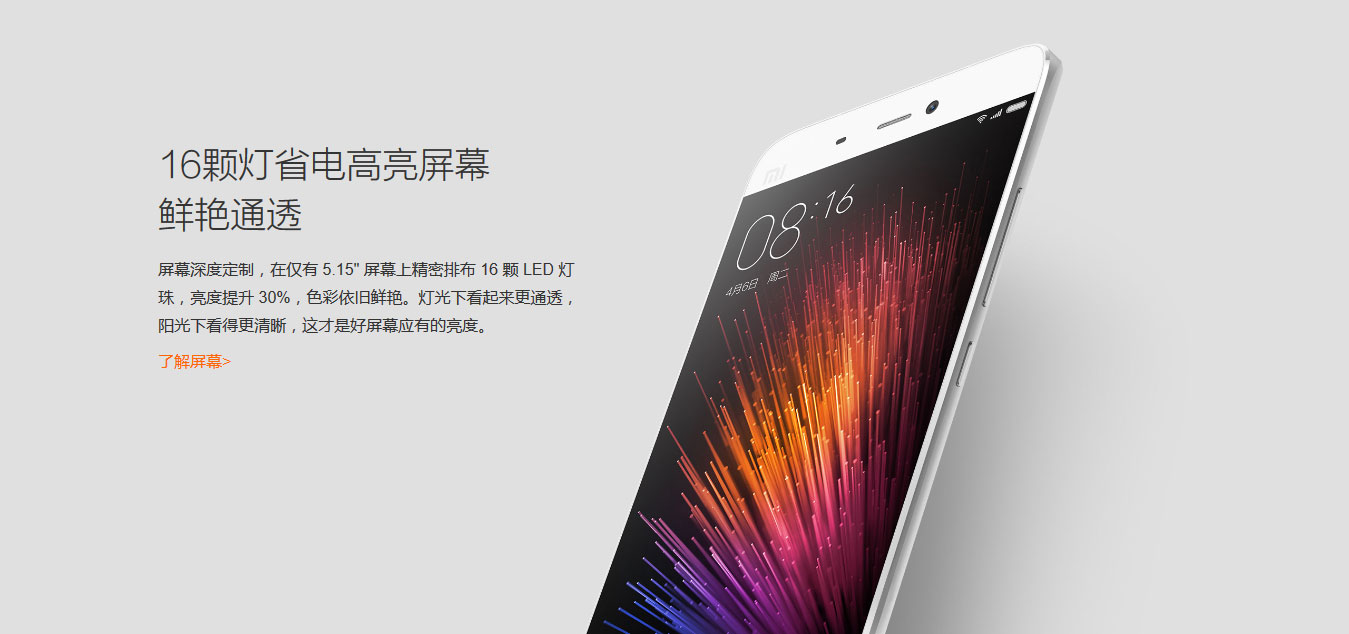 16颗灯省电高亮屏幕
鲜艳通透
屏幕深度定制，在仅有 5.15" 屏幕上精密排布 16 颗 LED 灯
珠，亮度提升 30%，色彩依旧鲜艳。灯光下看起来更通透，
阳光下看得更清晰，这才是好屏幕应有的亮度。
了解屏幕>
mi
08:16
4月6日 周二